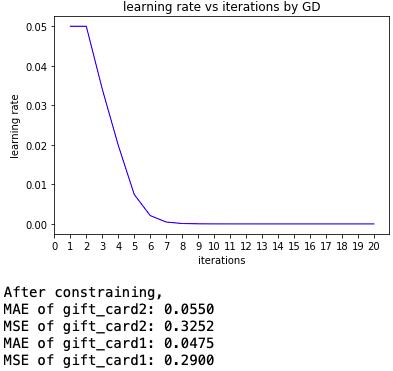 learning rate vs iterations by GD
0.05
0.04
0.03
0.02
0.01
0.00
learning rate
0 1 2 3 4 5 6 7 8 9 10 11 12 13 14 15 16 17 18 19 20
iterations
After constraining,
MAE of gift_card2: 0.0550
MSE of gift_card2: 0.3252
MAE of gift_card1: 0.0475
MSE of gift_card1: 0.2900